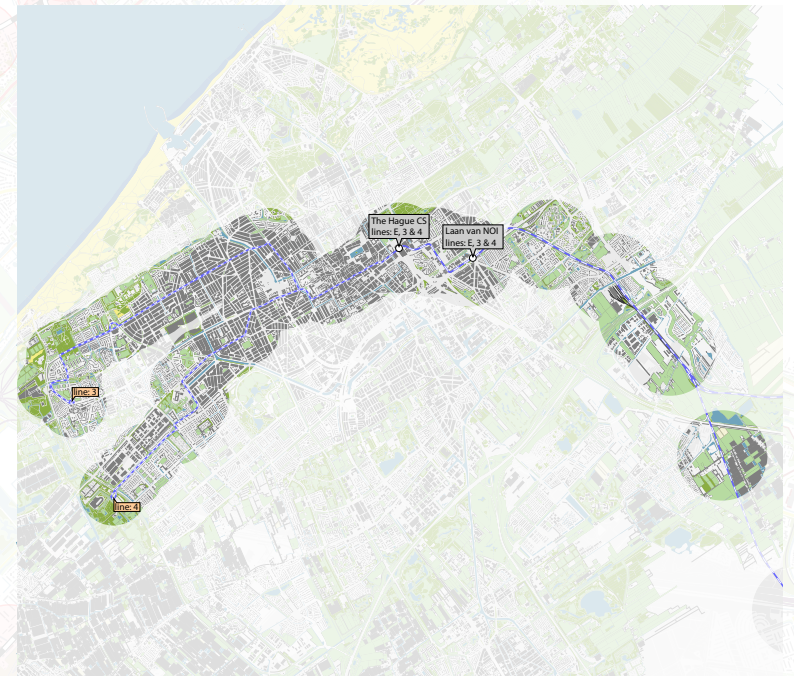 The Hague CS
lines: E, 3 & 4
Laan van NOI
lines: E, 3 & 4
line: 3
line: 4